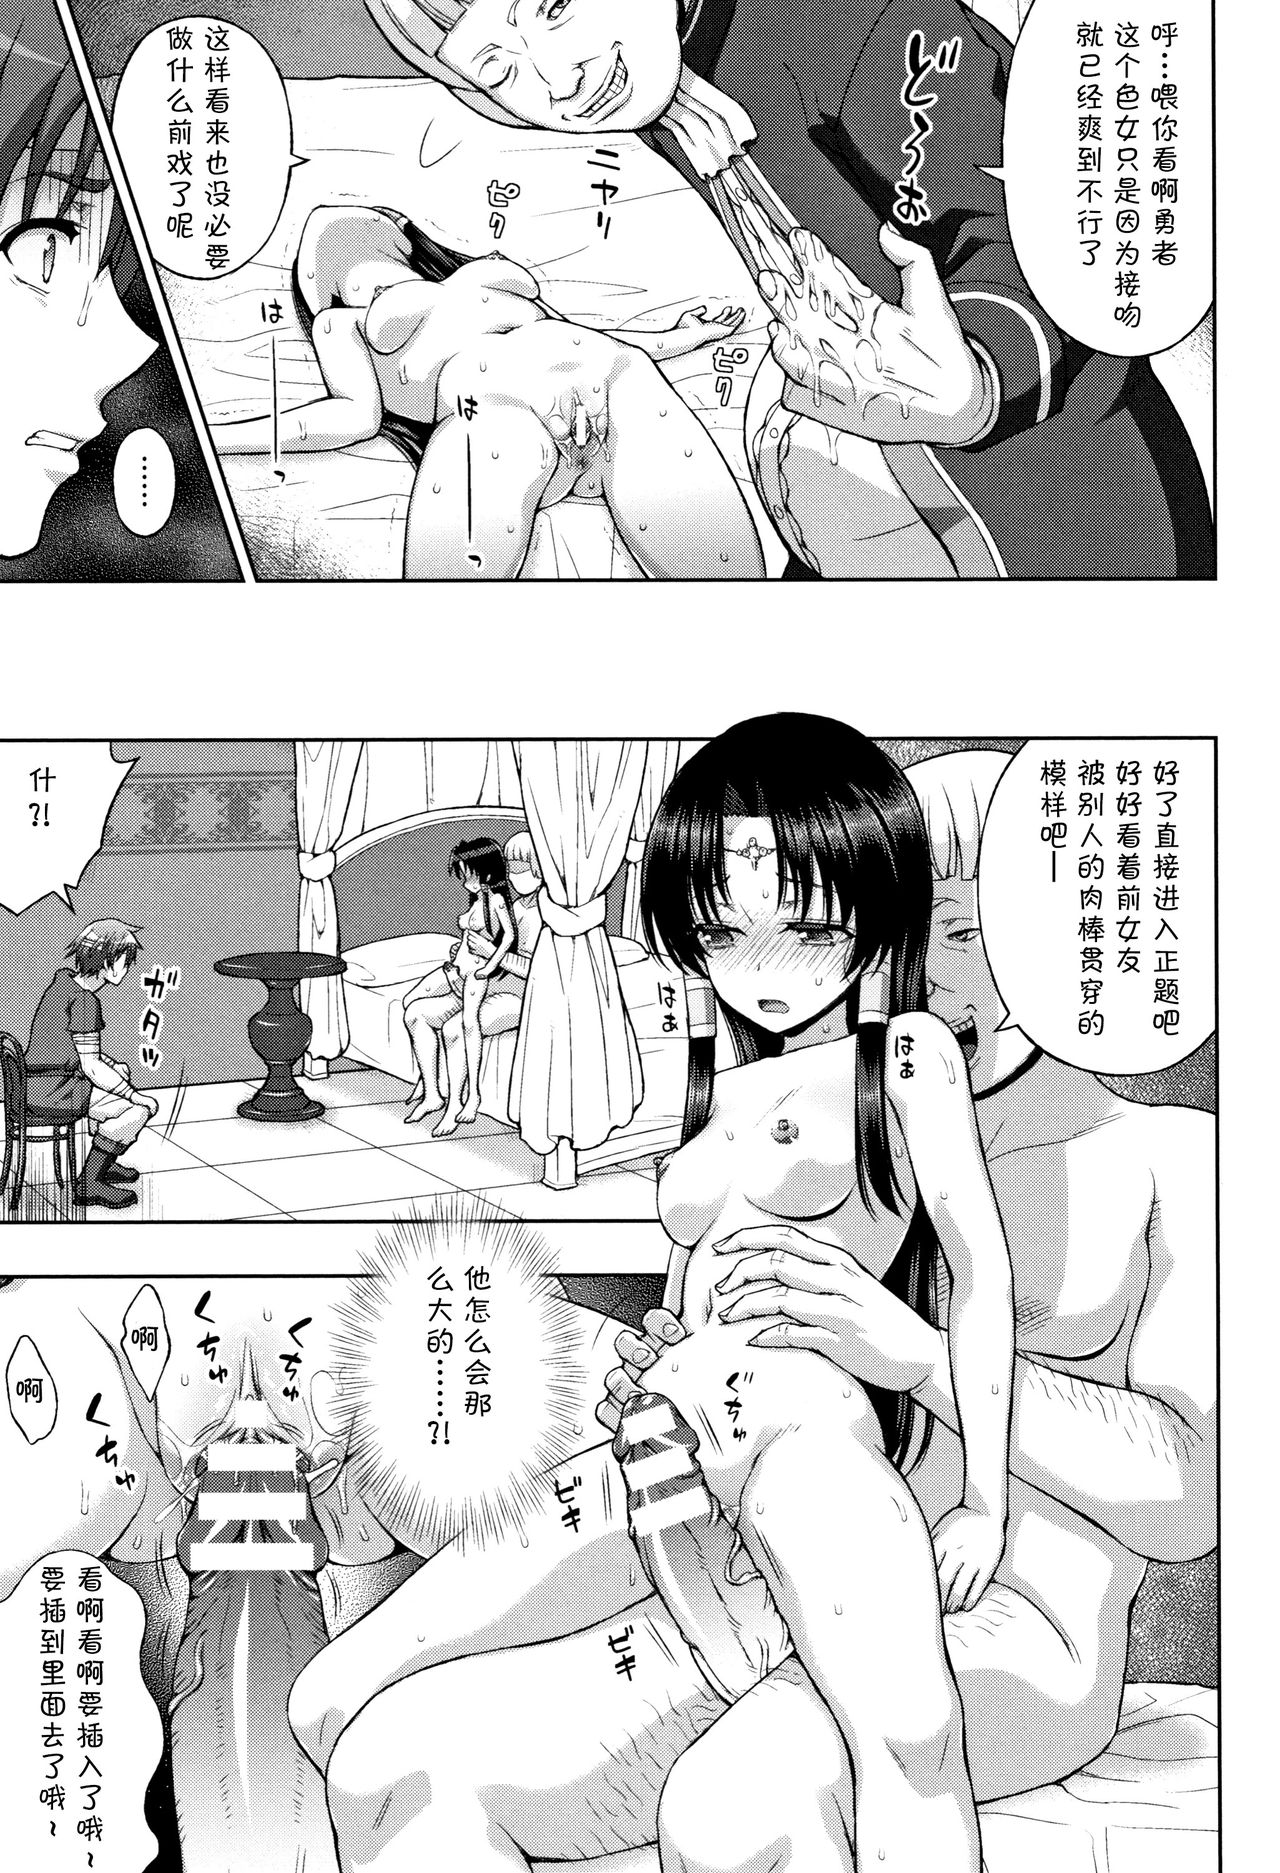 呼…喂你看啊勇者
这个色女只是因为接吻
就已经爽到不行了
ど～ぉ
ニヤリ
ピク
ピク
はーっ
はーっ
这样看来也没必要
做什么前戏了呢
……
好了直接进入正题吧
好好看着前女友
被别人的肉棒贯穿的
模样吧—
はぁ
はぁ
什?!
ガタッ
ぐちゅ
ビキ
ビキ
他怎么会那
么大的……?!
くちゅ
くちゅ
くちゅ
啊
啊
看啊看啊要插入了哦~
要插到里面去了哦~